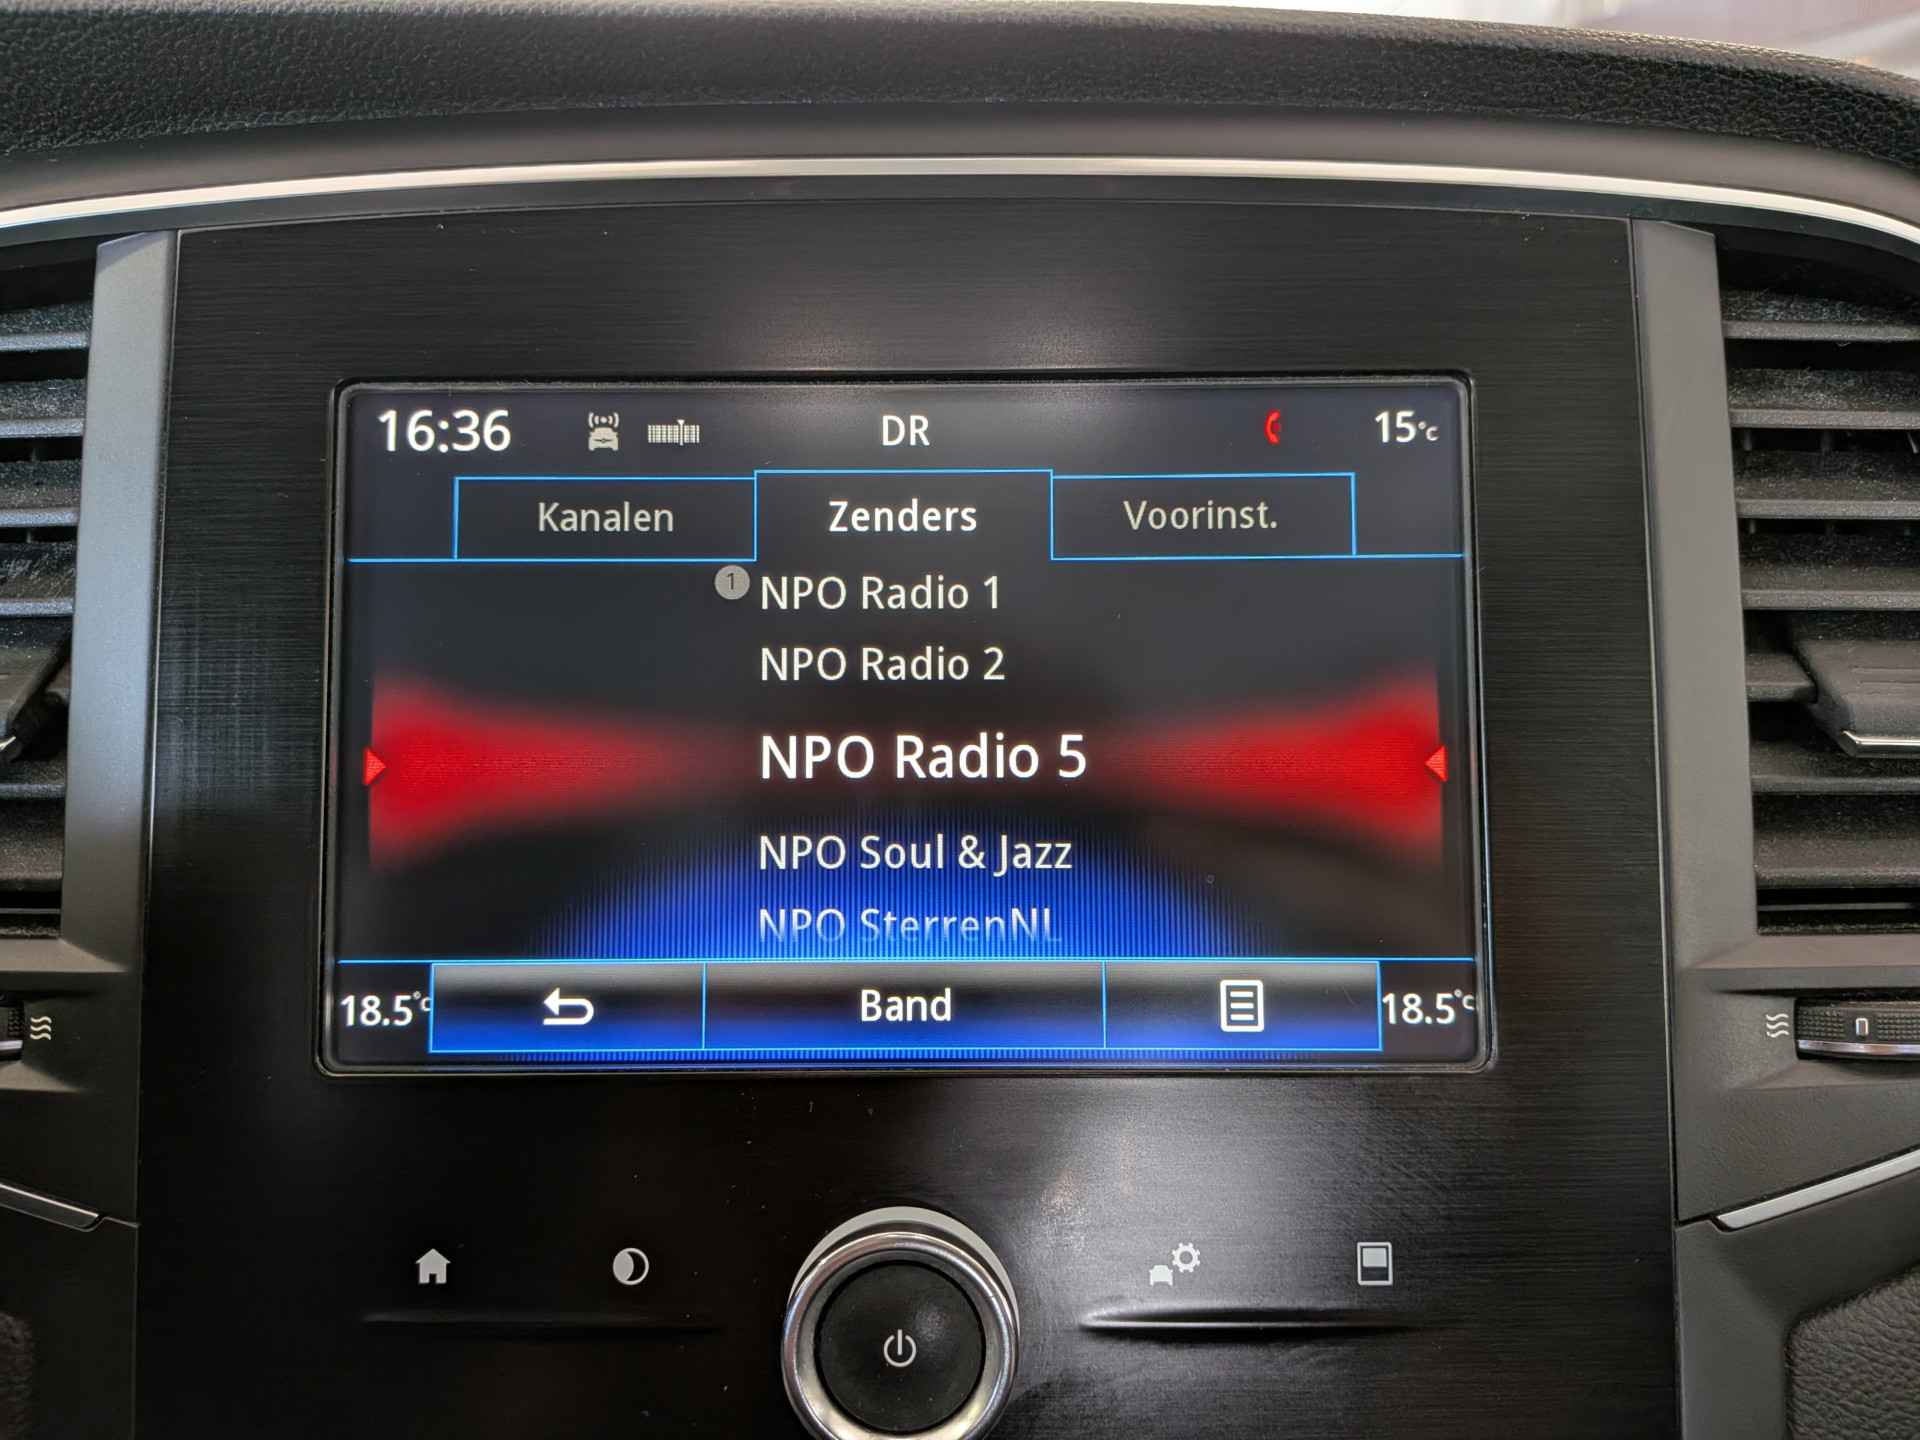 16:36 DR 15°C
Kanalen Zenders Voorinst.
1 NPO Radio 1
NPO Radio 2
NPO Radio 5
NPO Soul & Jazz
NPO SterrenNL
18.5°C Band 18.5°C